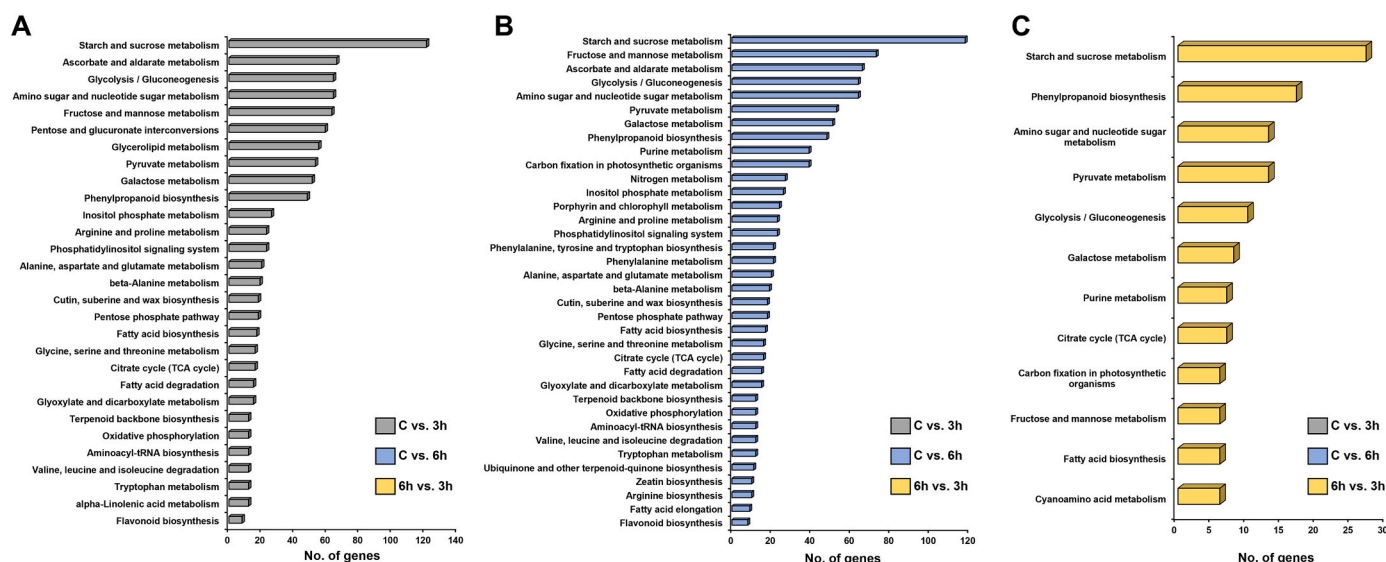 A
Starch and sucrose metabolism
Ascorbate and aldarate metabolism
Glycolysis / Gluconeogenesis
Amino sugar and nucleotide sugar metabolism
Fructose and mannose metabolism
Pentose and glucuronate interconversions
Glycerolipid metabolism
Pyruvate metabolism
Galactose metabolism
Phenylpropanoid biosynthesis
Inositol phosphate metabolism
Arginine and proline metabolism
Phosphatidylinositol signaling system
Alanine, aspartate and glutamate metabolism
beta-Alanine metabolism
Cutin, suberine and wax biosynthesis
Pentose phosphate pathway
Fatty acid biosynthesis
Glycine, serine and threonine metabolism
Citrate cycle (TCA cycle)
Fatty acid degradation
Glyoxylate and dicarboxylate metabolism
Terpenoid backbone biosynthesis
Oxidative phosphorylation
Aminoacyl-tRNA biosynthesis
Valine, leucine and isoleucine degradation
Tryptophan metabolism
alpha-Linolenic acid metabolism
Flavonoid biosynthesis
C vs. 3h
C vs. 6h
6h vs. 3h
0 20 40 60 80 100 120 140
No. of genes
B
Starch and sucrose metabolism
Fructose and mannose metabolism
Ascorbate and aldarate metabolism
Glycolysis / Gluconeogenesis
Amino sugar and nucleotide sugar metabolism
Pyruvate metabolism
Galactose metabolism
Phenylpropanoid biosynthesis
Purine metabolism
Carbon fixation in photosynthetic organisms
Nitrogen metabolism
Inositol phosphate metabolism
Porphyrin and chlorophyll metabolism
Arginine and proline metabolism
Phosphatidylinositol signaling system
Phenylalanine, tyrosine and tryptophan biosynthesis
Phenylalanine metabolism
Alanine, aspartate and glutamate metabolism
beta-Alanine metabolism
Cutin, suberine and wax biosynthesis
Pentose phosphate pathway
Fatty acid biosynthesis
Glycine, serine and threonine metabolism
Citrate cycle (TCA cycle)
Fatty acid degradation
Glyoxylate and dicarboxylate metabolism
Terpenoid backbone biosynthesis
Oxidative phosphorylation
Aminoacyl-tRNA biosynthesis
Valine, leucine and isoleucine degradation
Tryptophan metabolism
Ubiquinone and other terpenoid-quinone biosynthesis
Zeatin biosynthesis
Arginine biosynthesis
Fatty acid elongation
Flavonoid biosynthesis
C vs. 3h
C vs. 6h
6h vs. 3h
0 20 40 60 80 100 120
No. of genes
C
Starch and sucrose metabolism
Phenylpropanoid biosynthesis
Amino sugar and nucleotide sugar
metabolism
Pyruvate metabolism
Glycolysis / Gluconeogenesis
Galactose metabolism
Purine metabolism
Citrate cycle (TCA cycle)
Carbon fixation in photosynthetic
organisms
Fructose and mannose metabolism
Fatty acid biosynthesis
Cyanoamino acid metabolism
C vs. 3h
C vs. 6h
6h vs. 3h
0 5 10 15 20 25 30
No. of genes